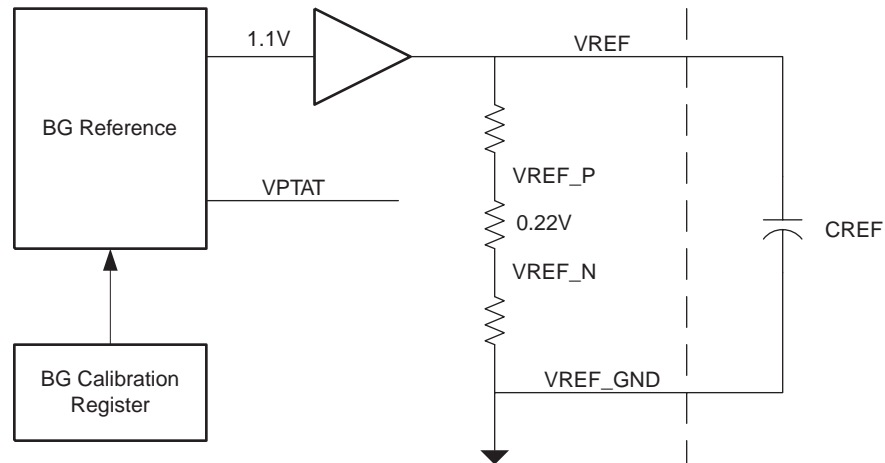 1.1V
VREF
BG Reference
VREF_P
VPTAT
0.22V
CREF
VREF_N
BG Calibration
Register
VREF_GND